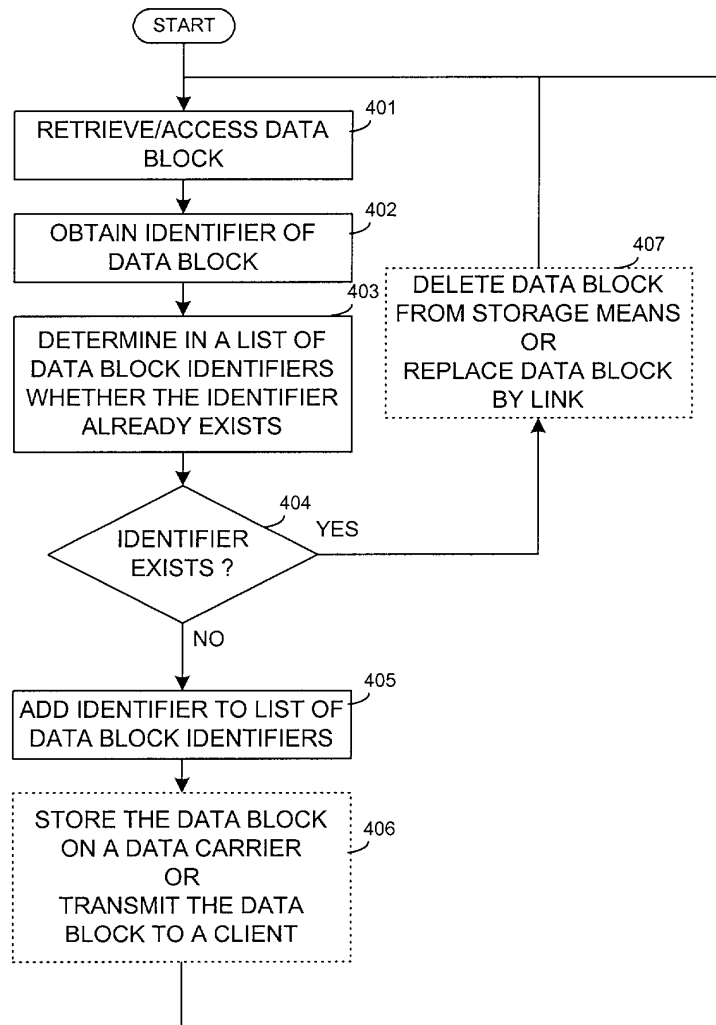 START
401
RETRIEVE/ACCESS DATA
BLOCK
402
OBTAIN IDENTIFIER OF
DATA BLOCK
403
DETERMINE IN A LIST OF
DATA BLOCK IDENTIFIERS
WHETHER THE IDENTIFIER
ALREADY EXISTS
404
IDENTIFIER
EXISTS ?
YES
NO
407
DELETE DATA BLOCK
FROM STORAGE MEANS
OR
REPLACE DATA BLOCK
BY LINK
405
ADD IDENTIFIER TO LIST OF
DATA BLOCK IDENTIFIERS
406
STORE THE DATA BLOCK
ON A DATA CARRIER
OR
TRANSMIT THE DATA
BLOCK TO A CLIENT